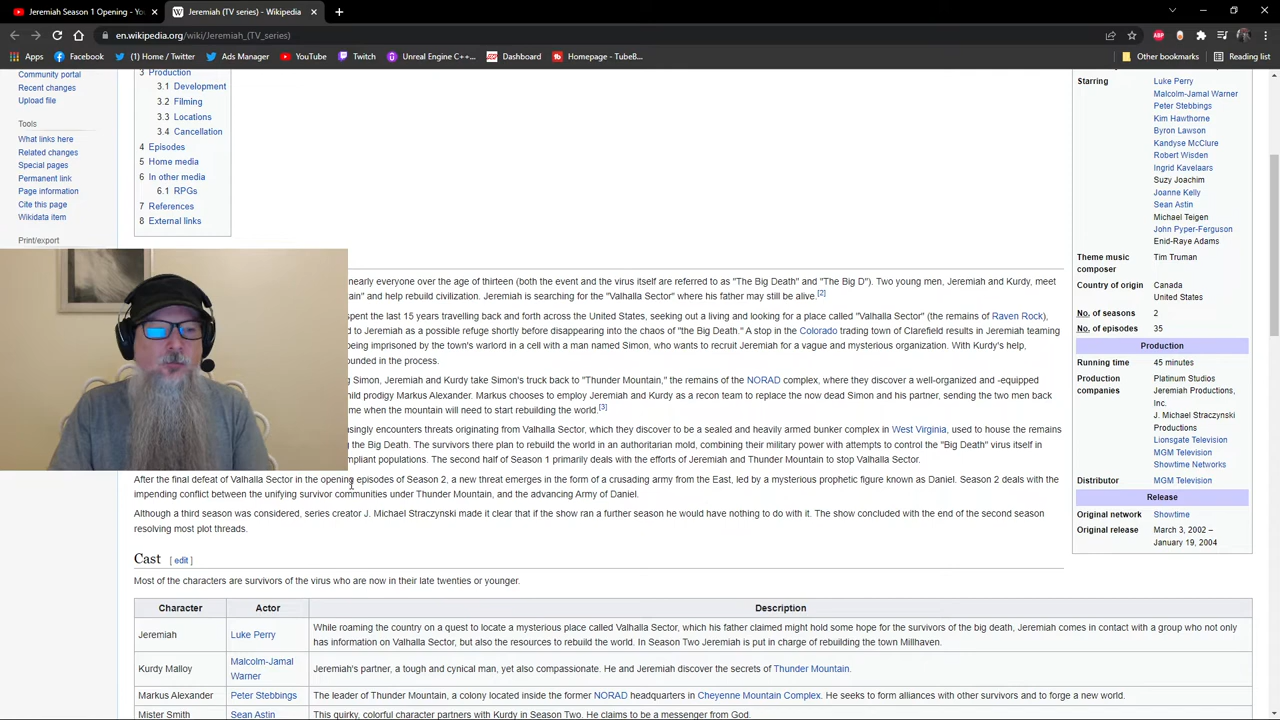 Jeremiah Season 1 Opening - Yo
Jeremiah (TV series) - Wikipedia
en.wikipedia.org/wiki/Jeremiah_(TV_series)
Apps
Facebook
(1) Home / Twitter
Ads Manager
YouTube
Twitch
Unreal Engine C++...
Dashboard
Homepage - TubeB...
Other bookmarks
Reading list
Community portal
Recent changes
Upload file
Tools
What links here
Related changes
Special pages
Permanent link
Page information
Cite this page
Wikidata item
Print/export
3 Production
3.1 Development
3.2 Filming
3.3 Locations
3.4 Cancellation
4 Episodes
5 Home media
6 In other media
6.1 RPGs
7 References
8 External links
nearly everyone over the age of thirteen (both the event and the virus itself are referred to as "The Big Death" and "The Big D"). Two young men, Jeremiah and Kurdy, meet
ain" and help rebuild civilization. Jeremiah is searching for the "Valhalla Sector" where his father may still be alive.[2]
spent the last 15 years travelling back and forth across the United States, seeking out a living and looking for a place called "Valhalla Sector" (the remains of Raven Rock),
d to Jeremiah as a possible refuge shortly before disappearing into the chaos of "the Big Death." A stop in the Colorado trading town of Clarefield results in Jeremiah teaming
being imprisoned by the town's warlord in a cell with a man named Simon, who wants to recruit Jeremiah for a vague and mysterious organization. With Kurdy's help,
ounded in the process.
g Simon, Jeremiah and Kurdy take Simon's truck back to "Thunder Mountain," the remains of the NORAD complex, where they discover a well-organized and -equipped
hild prodigy Markus Alexander. Markus chooses to employ Jeremiah and Kurdy as a recon team to replace the now dead Simon and his partner, sending the two men back
me when the mountain will need to start rebuilding the world.[3]
singly encounters threats originating from Valhalla Sector, which they discover to be a sealed and heavily armed bunker complex in West Virginia, used to house the remains
g the Big Death. The survivors there plan to rebuild the world in an authoritarian mold, combining their military power with attempts to control the "Big Death" virus itself in
mpliant populations. The second half of Season 1 primarily deals with the efforts of Jeremiah and Thunder Mountain to stop Valhalla Sector.
After the final defeat of Valhalla Sector in the opening episodes of Season 2, a new threat emerges in the form of a crusading army from the East, led by a mysterious prophetic figure known as Daniel. Season 2 deals with the
impending conflict between the unifying survivor communities under Thunder Mountain, and the advancing Army of Daniel.
Although a third season was considered, series creator J. Michael Straczynski made it clear that if the show ran a further season he would have nothing to do with it. The show concluded with the end of the second season
resolving most plot threads.
Cast [ edit ]
Most of the characters are survivors of the virus who are now in their late twenties or younger.
Character Actor Description
Jeremiah Luke Perry While roaming the country on a quest to locate a mysterious place called Valhalla Sector, which his father claimed might hold some hope for the survivors of the big death, Jeremiah comes in contact with a group who not only
has information on Valhalla Sector, but also the resources to rebuild the world. In Season Two Jeremiah is put in charge of rebuilding the town Millhaven.
Kurdy Malloy Malcolm-Jamal Warner Jeremiah's partner, a tough and cynical man, yet also compassionate. He and Jeremiah discover the secrets of Thunder Mountain.
Markus Alexander Peter Stebbings The leader of Thunder Mountain, a colony located inside the former NORAD headquarters in Cheyenne Mountain Complex. He seeks to form alliances with other survivors and to forge a new world.
Mister Smith Sean Astin This quirky, colorful character partners with Kurdy in Season Two. He claims to be a messenger from God.
Starring Luke Perry
Malcolm-Jamal Warner
Peter Stebbings
Kim Hawthorne
Byron Lawson
Kandyse McClure
Robert Wisden
Ingrid Kavelaars
Suzy Joachim
Joanne Kelly
Sean Astin
Michael Teigen
John Pyper-Ferguson
Enid-Raye Adams
Theme music composer Tim Truman
Country of origin Canada
United States
No. of seasons 2
No. of episodes 35
Production
Running time 45 minutes
Production companies Platinum Studios
Jeremiah Productions, Inc.
J. Michael Straczynski Productions
Lionsgate Television
MGM Television
Showtime Networks
Distributor MGM Television
Release
Original network Showtime
Original release March 3, 2002 –
January 19, 2004